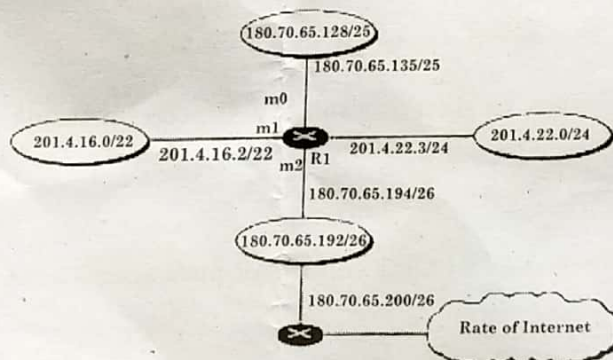 180.70.65.128/25
180.70.65.135/25
m0
201.4.16.0/22
m1
201.4.16.2/22
m2
R1
201.4.22.3/24
201.4.22.0/24
180.70.65.194/26
180.70.65.192/26
180.70.65.200/26
Rate of Internet